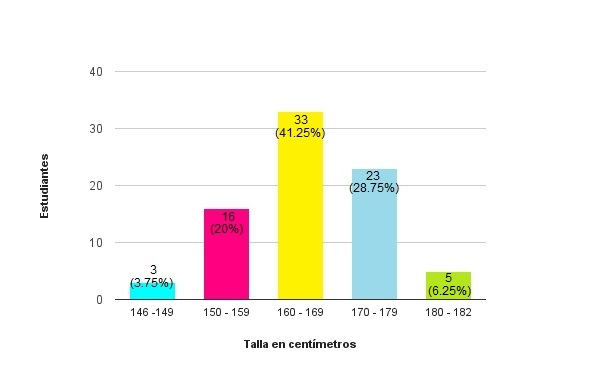 40
30
20
10
0
Estudiantes
3
(3.75%)
16
(20%)
33
(41.25%)
23
(28.75%)
5
(6.25%)
146 -149
150 - 159
160 - 169
170 - 179
180 - 182
Talla en centímetros